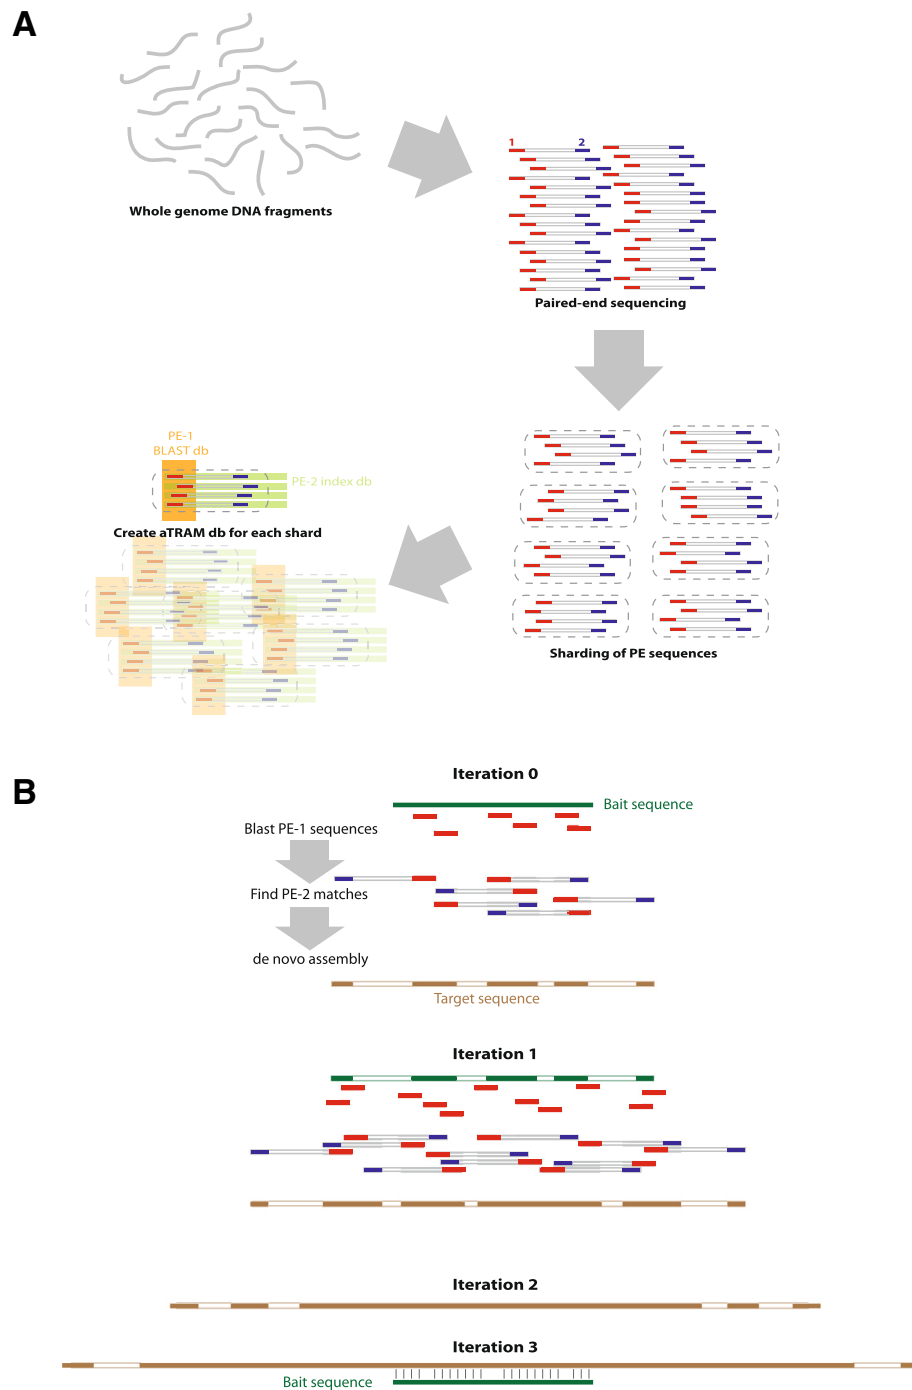 A
Whole genome DNA fragments
1 2
Paired-end sequencing
PE-1
BLAST db
PE-2 index db
Create aTRAM db for each shard
Sharding of PE sequences
B
Iteration 0
Bait sequence
Blast PE-1 sequences
Find PE-2 matches
de novo assembly
Target sequence
Iteration 1
Iteration 2
Iteration 3
Bait sequence